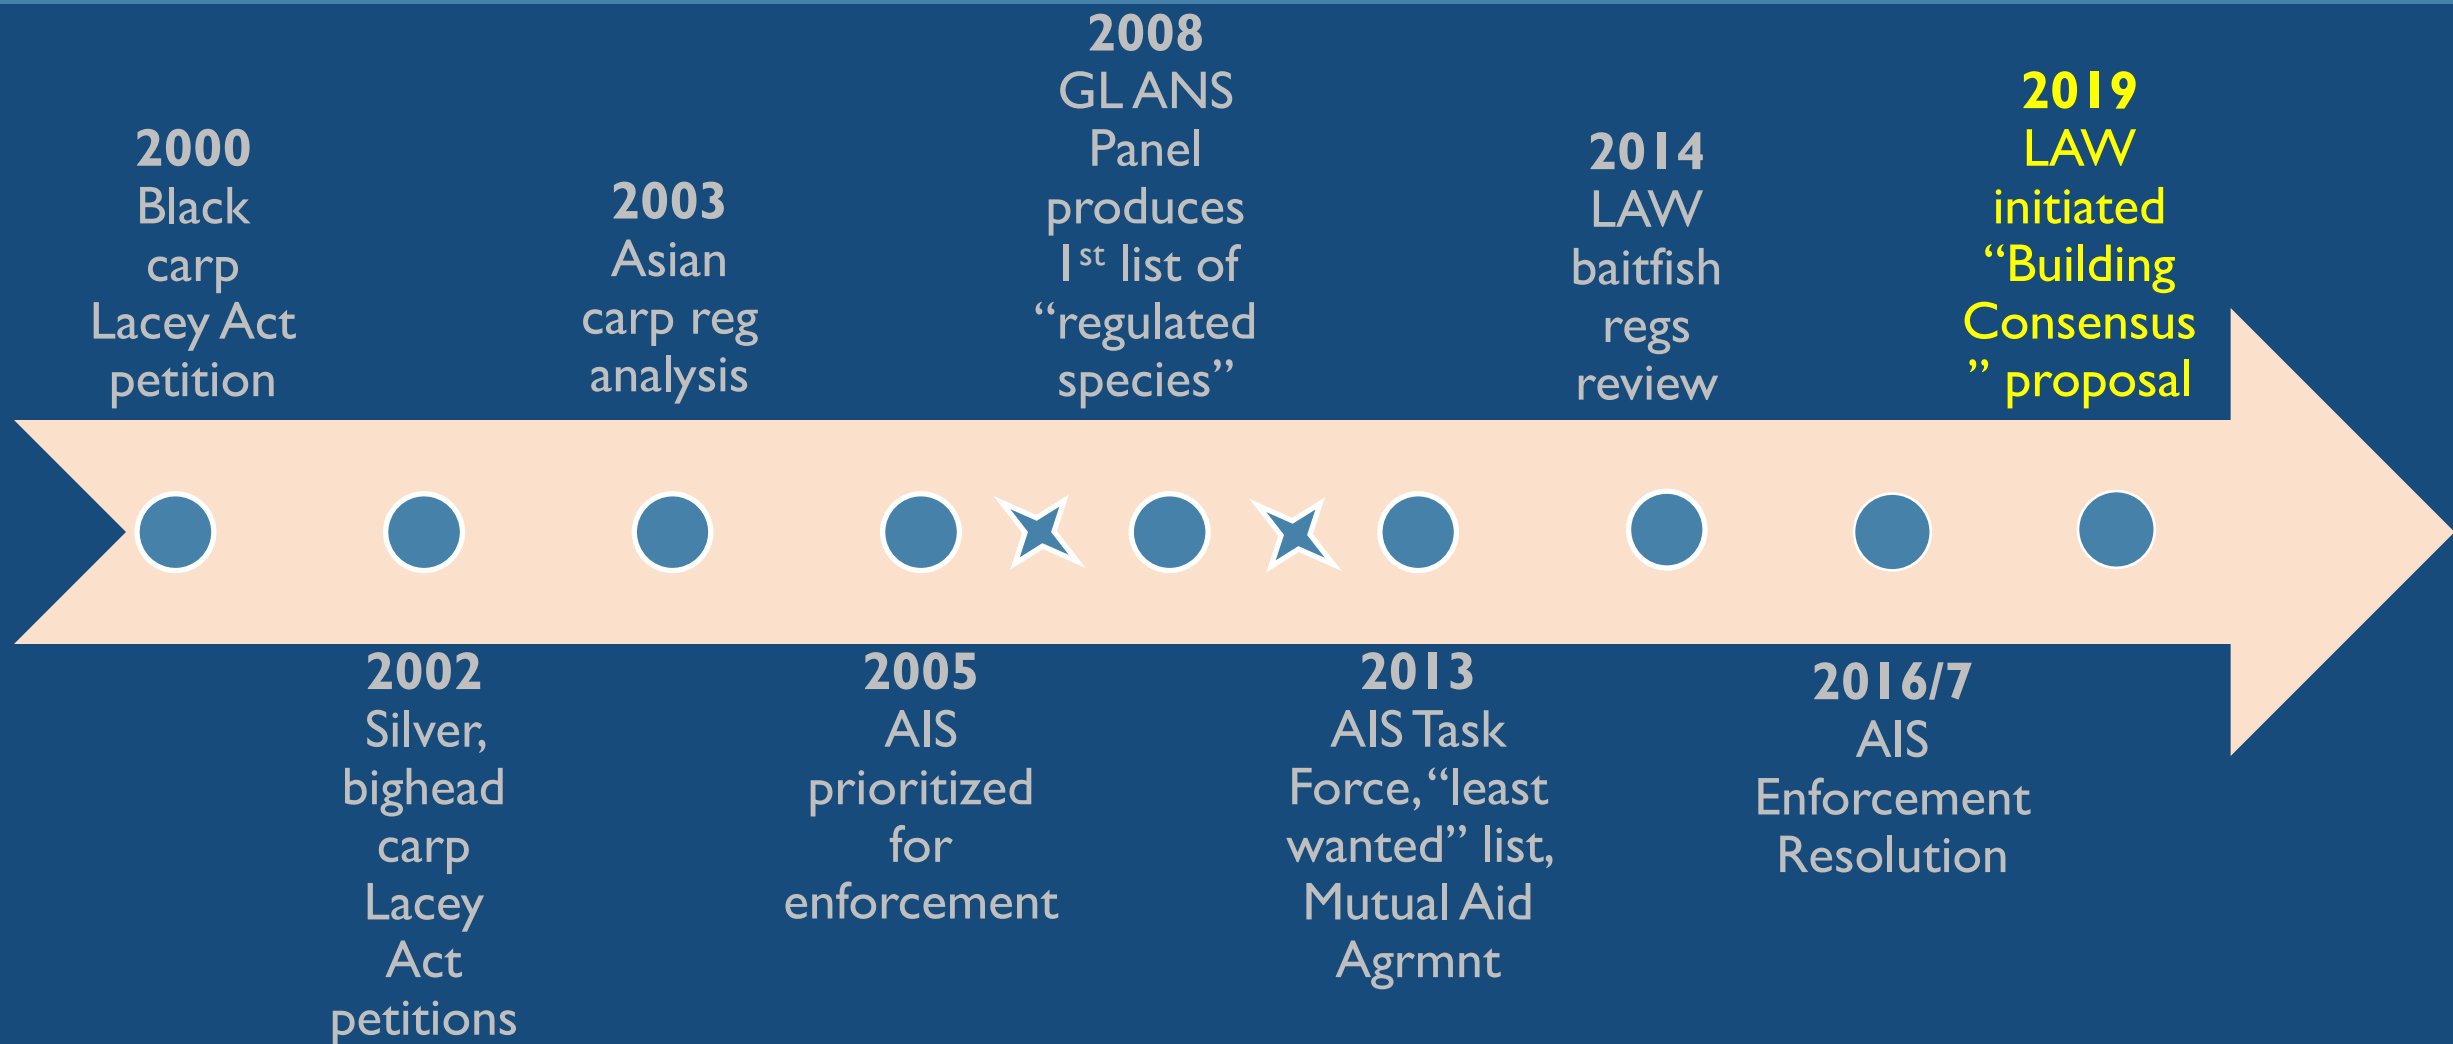 2000
Black
carp
Lacey Act
petition
2002
Silver,
bighead
carp
Lacey
Act
petitions
2003
Asian
carp reg
analysis
2005
AIS
prioritized
for
enforcement
2008
GL ANS
Panel
produces
1st list of
“regulated
species”
2013
AIS Task
Force, “least
wanted” list,
Mutual Aid
Agrmnt
2014
LAW
baitfish
regs
review
2016/7
AIS
Enforcement
Resolution
2019
LAW
initiated
“Building
Consensus
” proposal